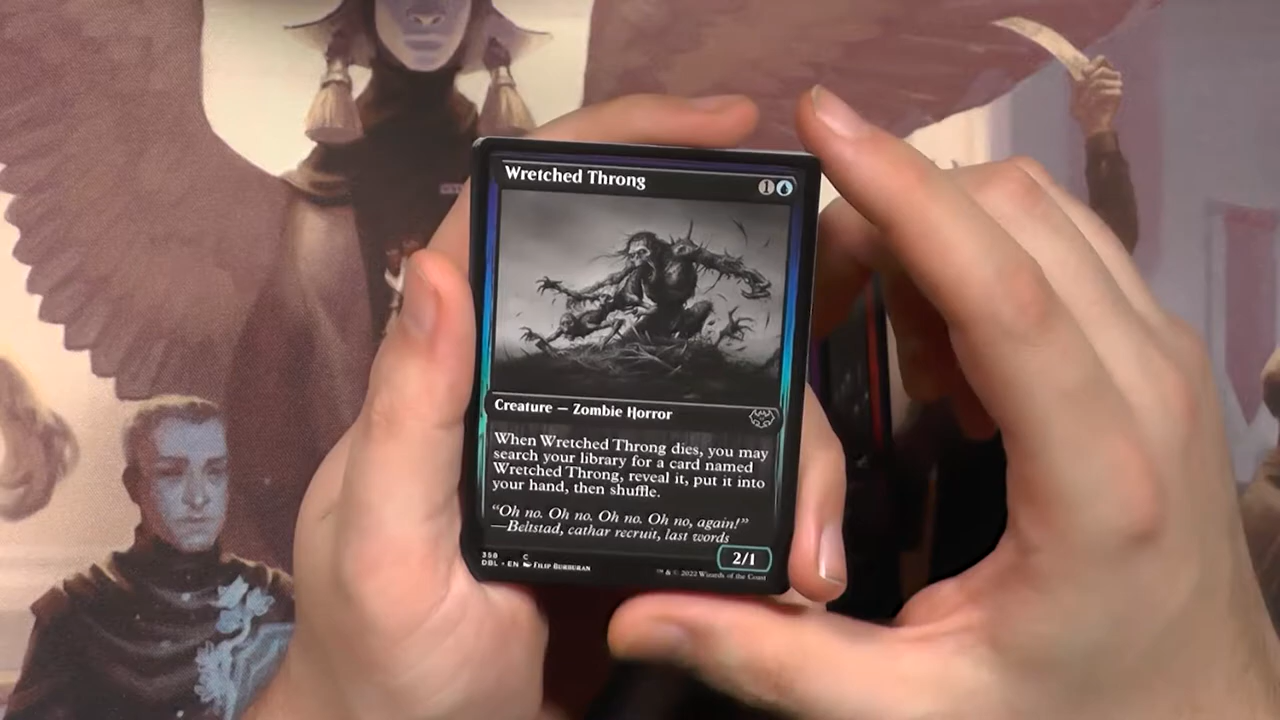 Wretched Throng 1
Creature — Zombie Horror
When Wretched Throng dies, you may
search your library for a card named
Wretched Throng, reveal it, put it into
your hand, then shuffle.
“Oh no. Oh no. Oh no. Oh no, again!”
—Beltstad, cathar recruit, last words
2/1
358 C
DBL • EN Filip Burburan
™ & © 2022 Wizards of the Coast